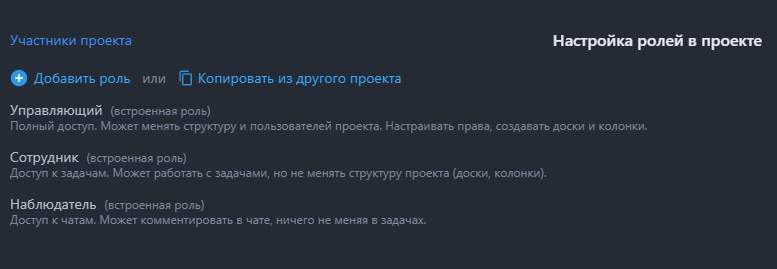 Участники проекта
Настройка ролей в проекте
Добавить роль или Копировать из другого проекта
Управляющий (встроенная роль)
Полный доступ. Может менять структуру и пользователей проекта. Настраивать права, создавать доски и колонки.
Сотрудник (встроенная роль)
Доступ к задачам. Может работать с задачами, но не менять структуру проекта (доски, колонки).
Наблюдатель (встроенная роль)
Доступ к чатам. Может комментировать в чате, ничего не меняя в задачах.